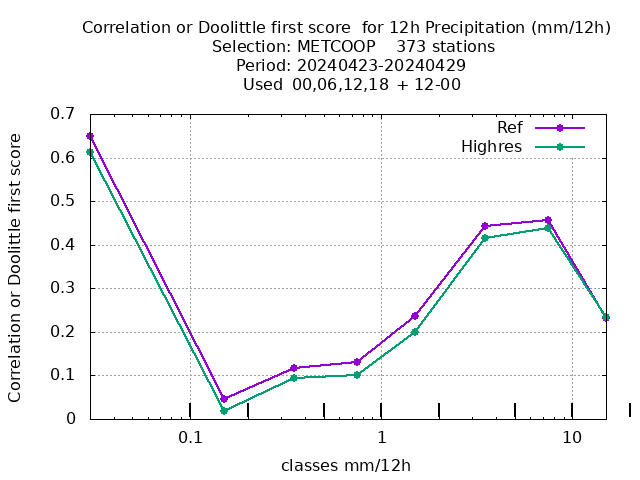 Correlation or Doolittle first score  for 12h Precipitation (mm/12h)
Selection: METCOOP    373 stations
Period: 20240423-20240429
Used  00,06,12,18  + 12-00
Ref
Highres
Correlation or Doolittle first score
0.7
0.6
0.5
0.4
0.3
0.2
0.1
0
0.1 1 10
classes mm/12h